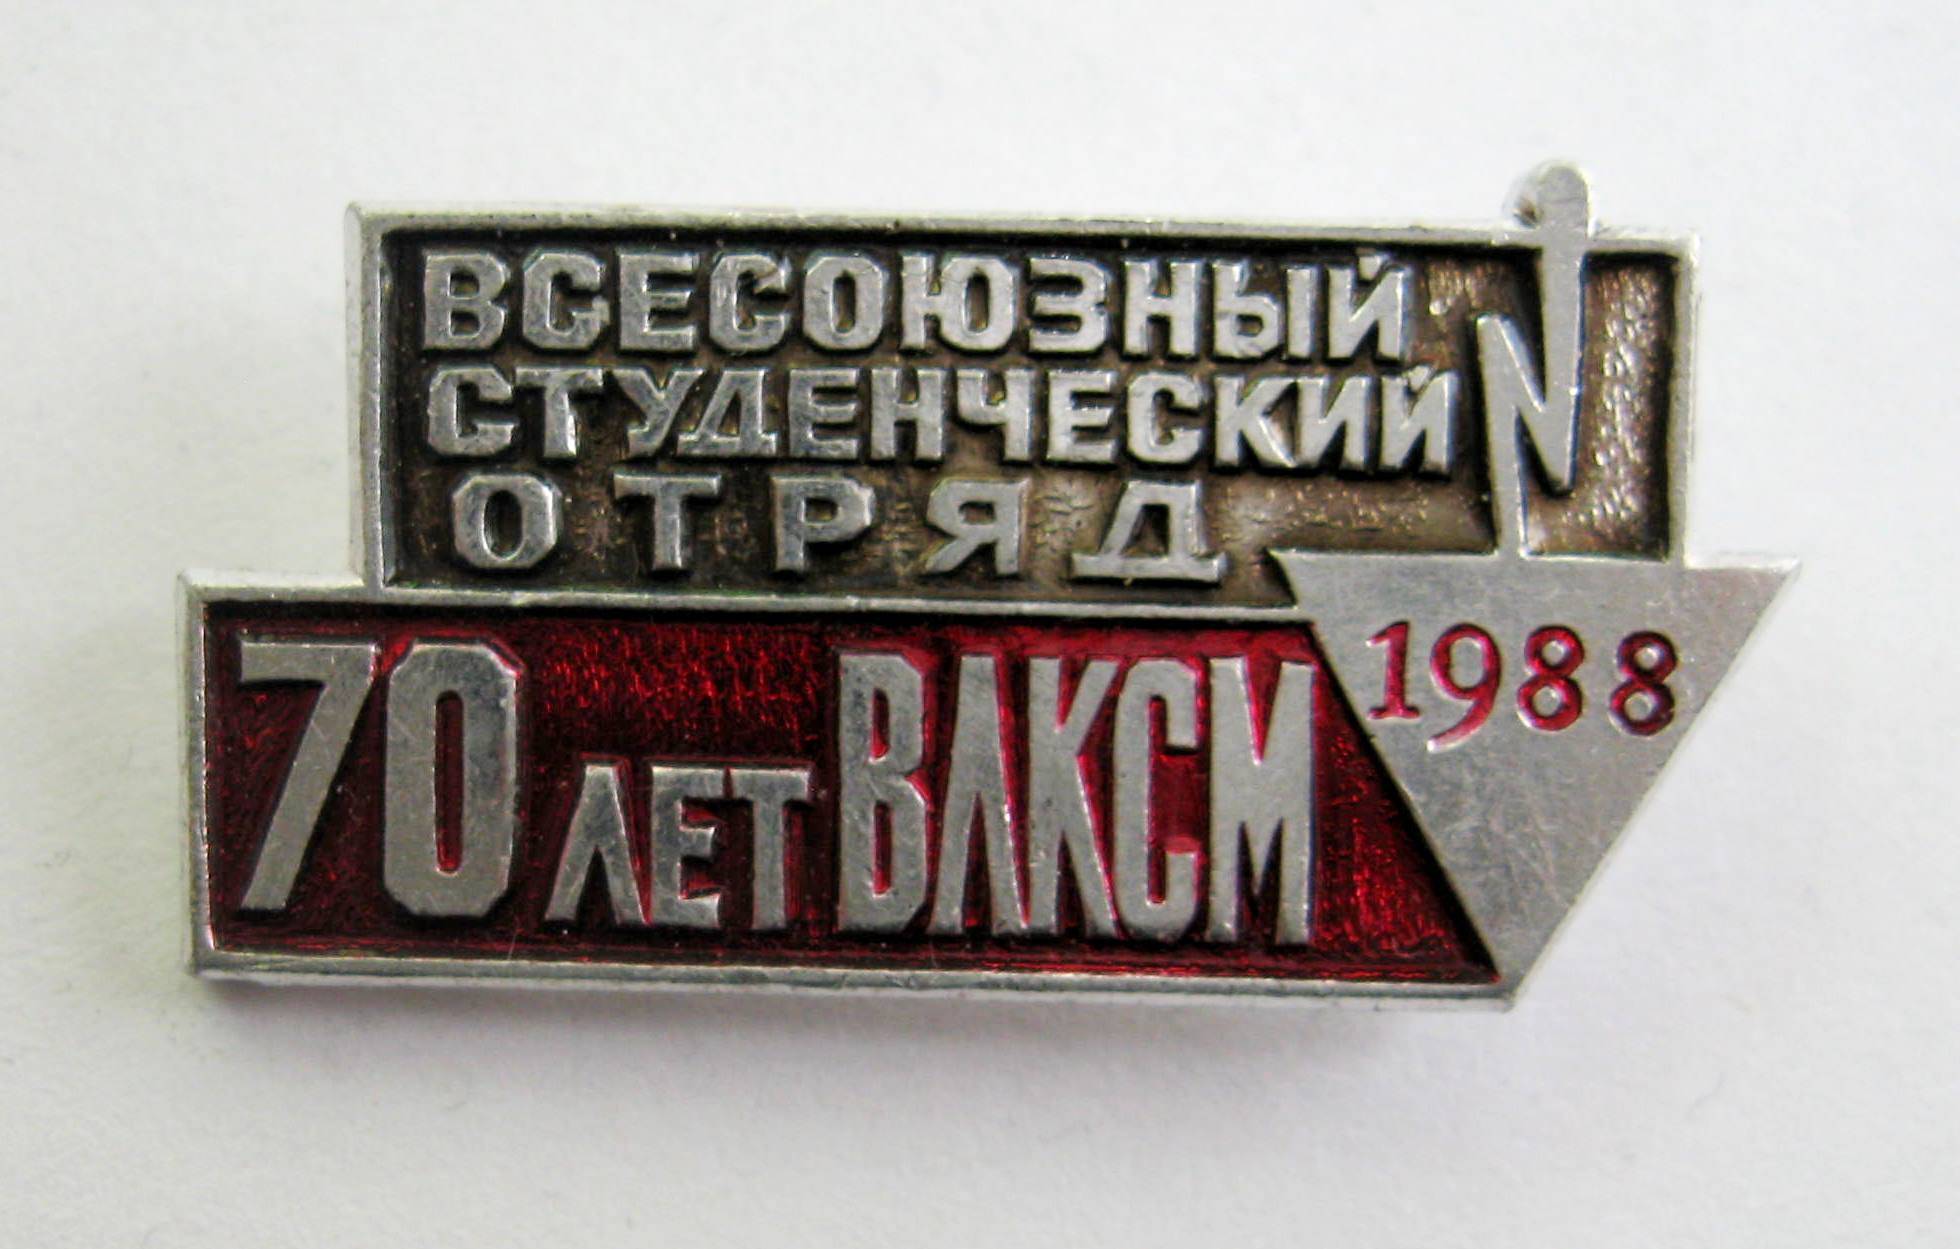 ВСЕСОЮЗНЫЙ
СТУДЕНЧЕСКИЙ
ОТРЯД
70 ЛЕТ ВЛКСМ
1988